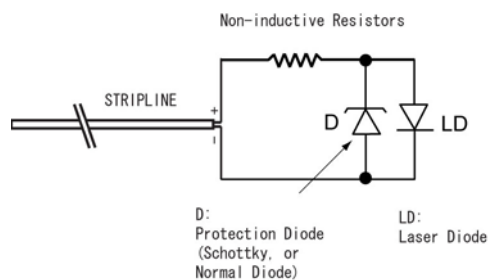 Non-inductive Resistors
STRIPLINE
+
-
D
LD
D:
Protection Diode
(Schottky, or
Normal Diode)
LD:
Laser Diode